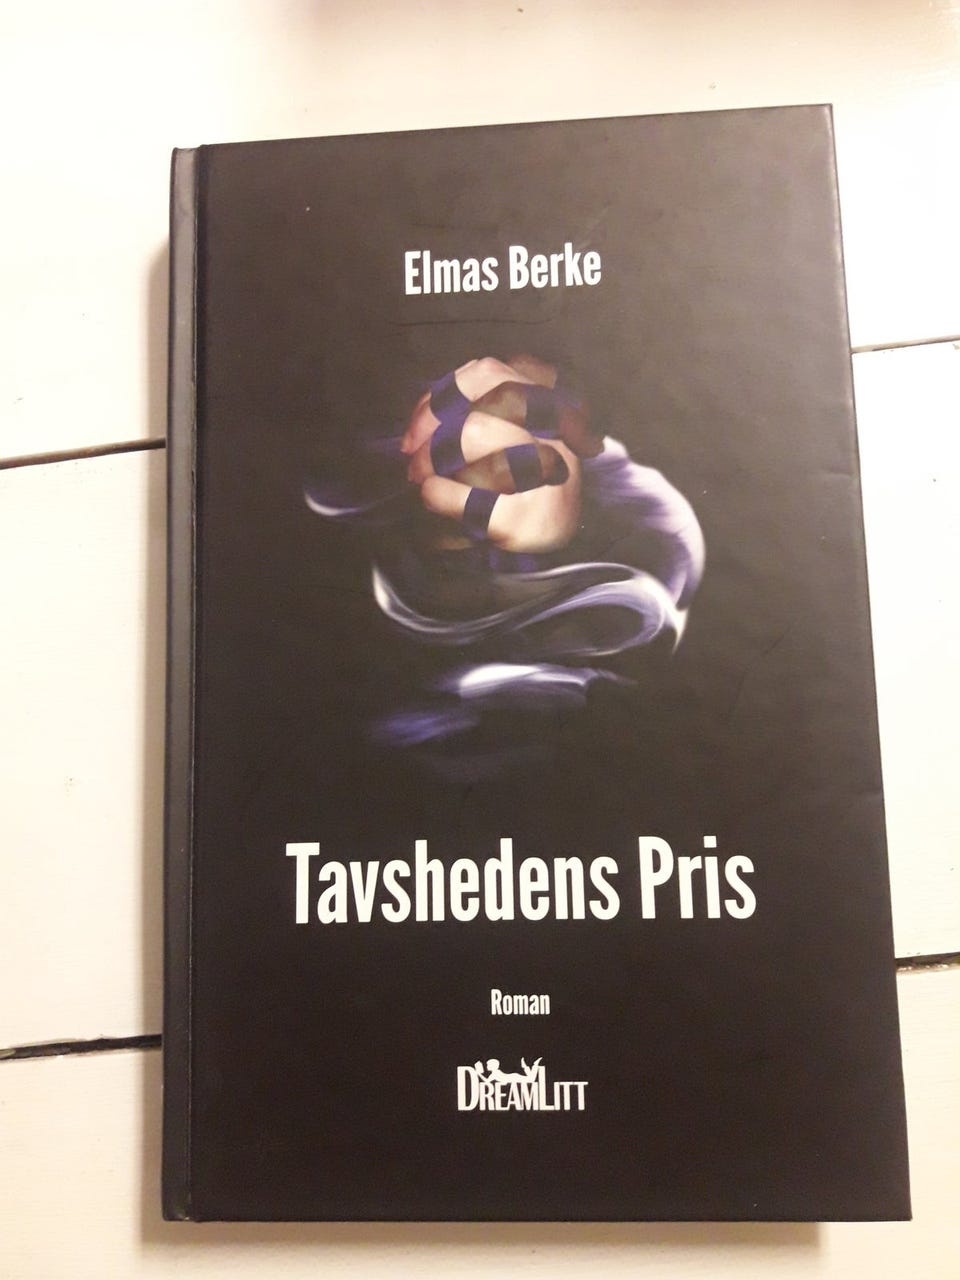 Elmas Berke
Tavshedens Pris
Roman
DREAMLITT